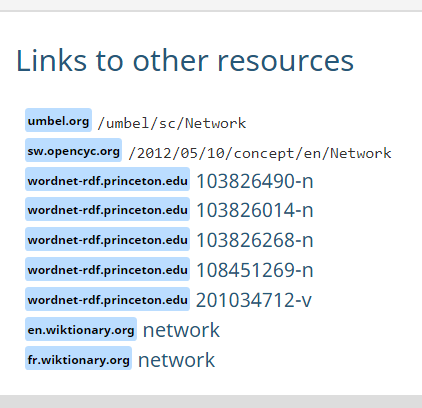 Links to other resources
umbel.org /umbel/sc/Network
sw.opencyc.org /2012/05/10/concept/en/Network
wordnet-rdf.princeton.edu 103826490-n
wordnet-rdf.princeton.edu 103826014-n
wordnet-rdf.princeton.edu 103826268-n
wordnet-rdf.princeton.edu 108451269-n
wordnet-rdf.princeton.edu 201034712-v
en.wiktionary.org network
fr.wiktionary.org network